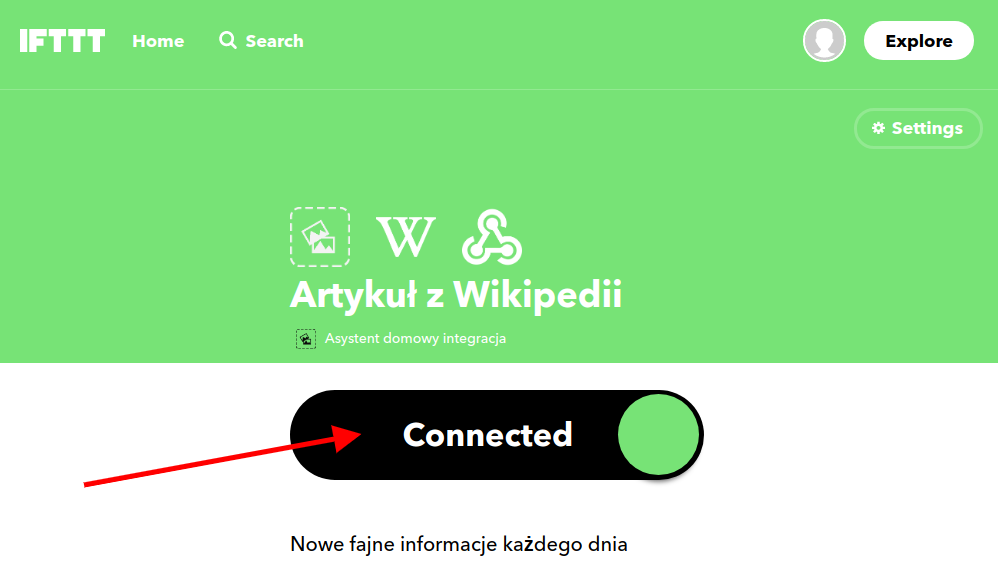 IFTTT Home Search Explore
Settings
W
Artykuł z Wikipedii
Asystent domowy integracja
Connected
Nowe fajne informacje każdego dnia